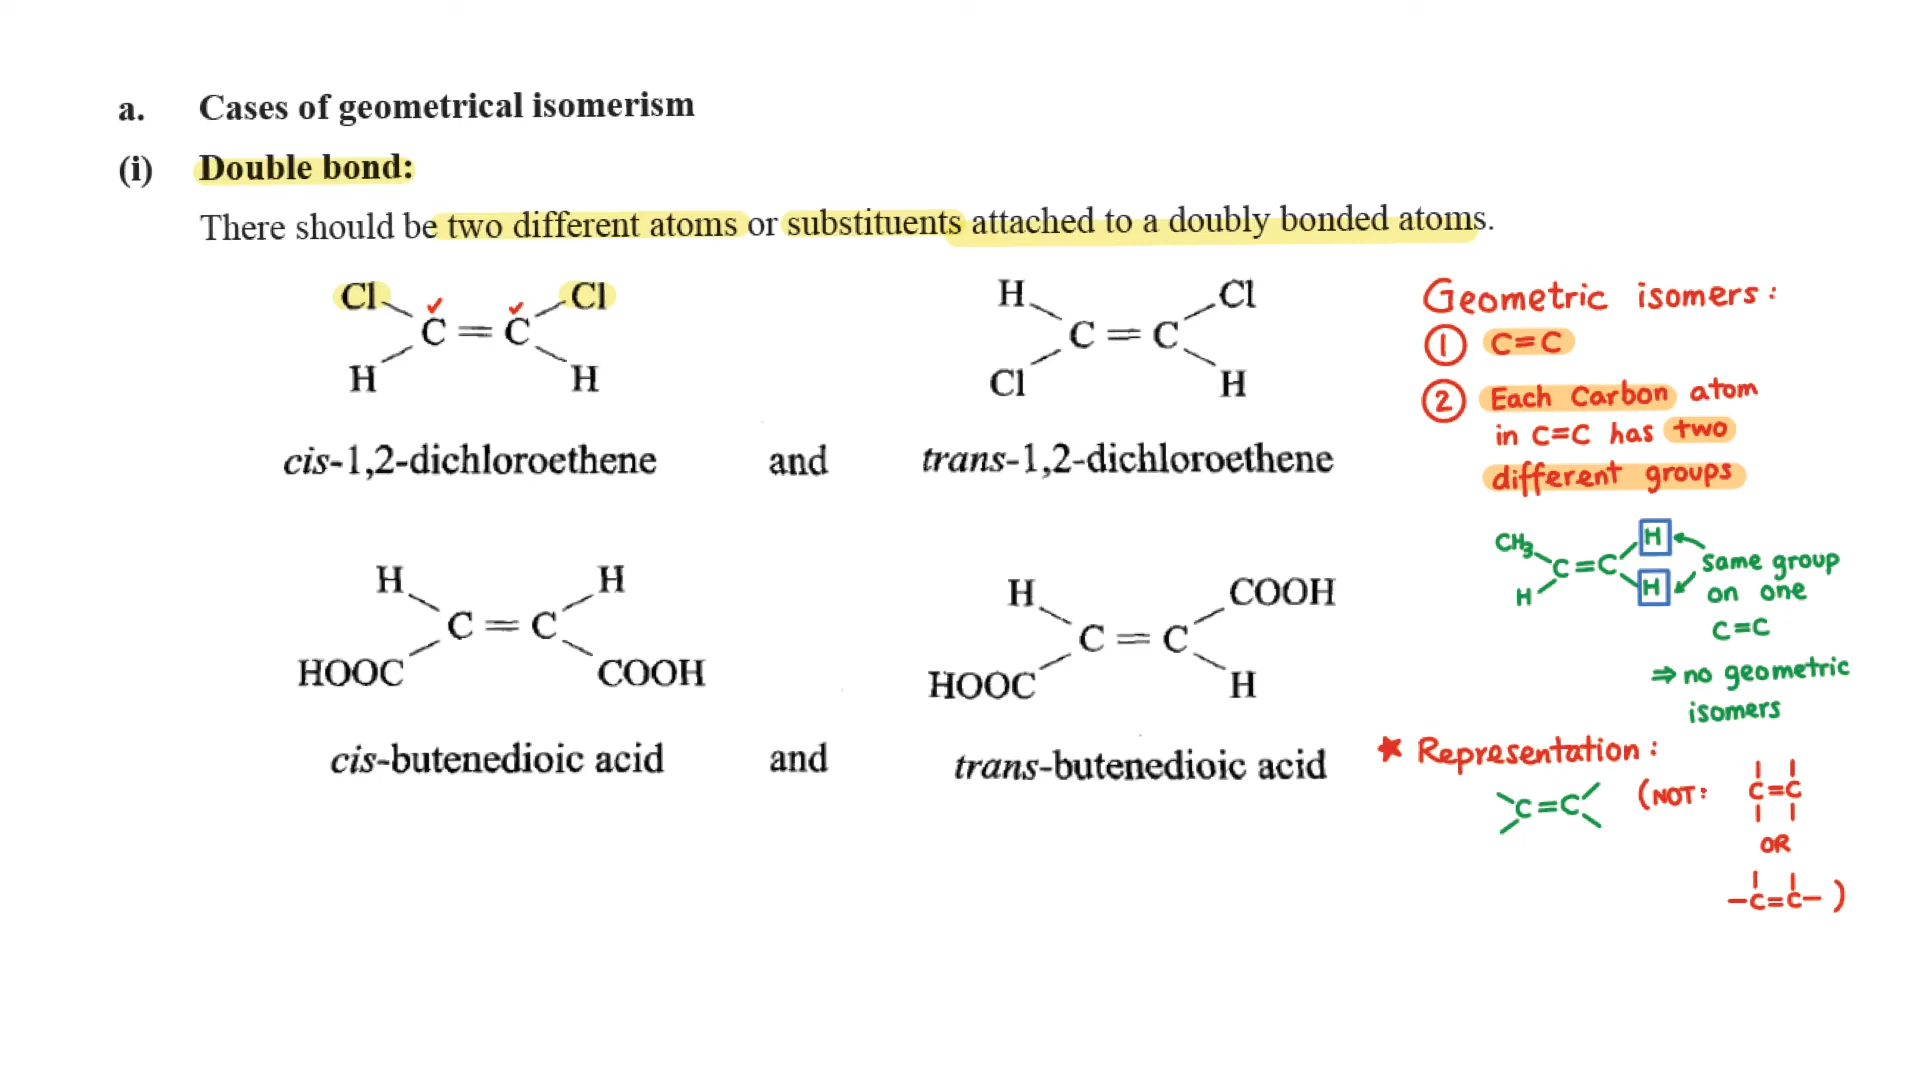 a. Cases of geometrical isomerism
(i) Double bond:
There should be two different atoms or substituents attached to a doubly bonded atoms.
Cl Cl
C = C
H H
cis-1,2-dichloroethene and trans-1,2-dichloroethene
H Cl
C = C
Cl H
H H
C = C
HOOC COOH
cis-butenedioic acid and trans-butenedioic acid
H COOH
C = C
HOOC H
Geometric isomers:
① C=C
② Each Carbon atom
in C=C has two
different groups
CH₃ H
C=C
H H
Same group
on one
C=C
⇒ no geometric
isomers
★ Representation:
C=C (NOT: C=C
OR
–C=C– )